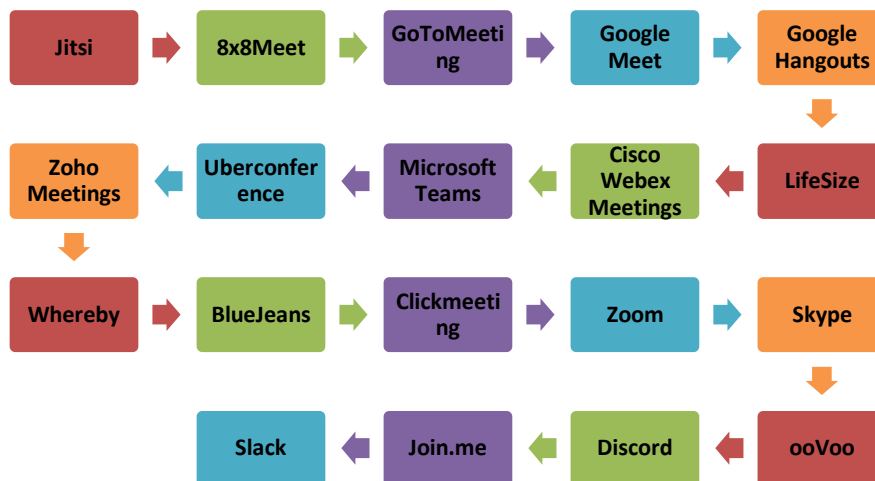 Jitsi
8x8Meet
GoToMeeti
ng
Google
Meet
Google
Hangouts
LifeSize
Cisco
Webex
Meetings
Microsoft
Teams
Uberconfer
ence
Zoho
Meetings
Whereby
BlueJeans
Clickmeeti
ng
Zoom
Skype
ooVoo
Discord
Join.me
Slack